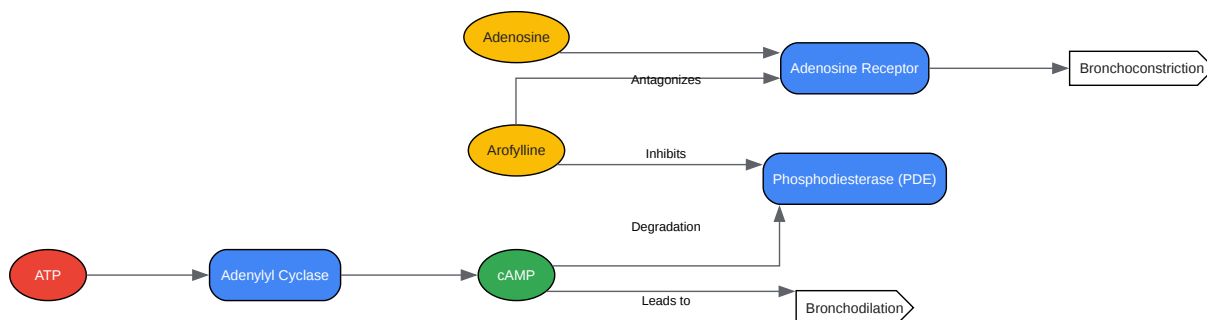 Adenosine
Adenosine Receptor
Bronchoconstriction
Antagonizes
Arofylline
Inhibits
Phosphodiesterase (PDE)
Degradation
ATP
Adenylyl Cyclase
cAMP
Leads to
Bronchodilation